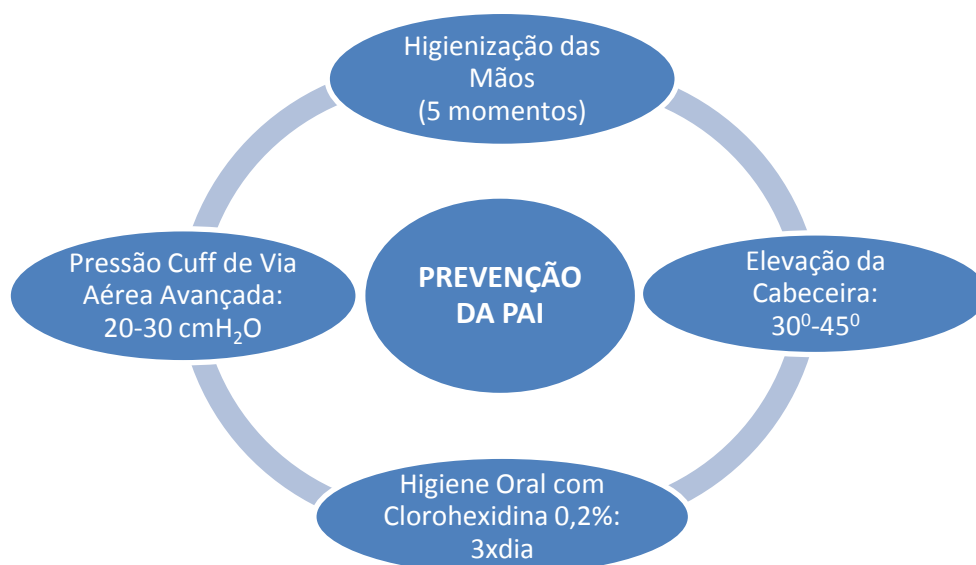 Higienização das
Mãos
(5 momentos)
Pressão Cuff de Via
Aérea Avançada:
20-30 cmH₂O
PREVENÇÃO
DA PAI
Elevação da
Cabeceira:
30⁰-45⁰
Higiene Oral com
Clorohexidina 0,2%:
3xdia